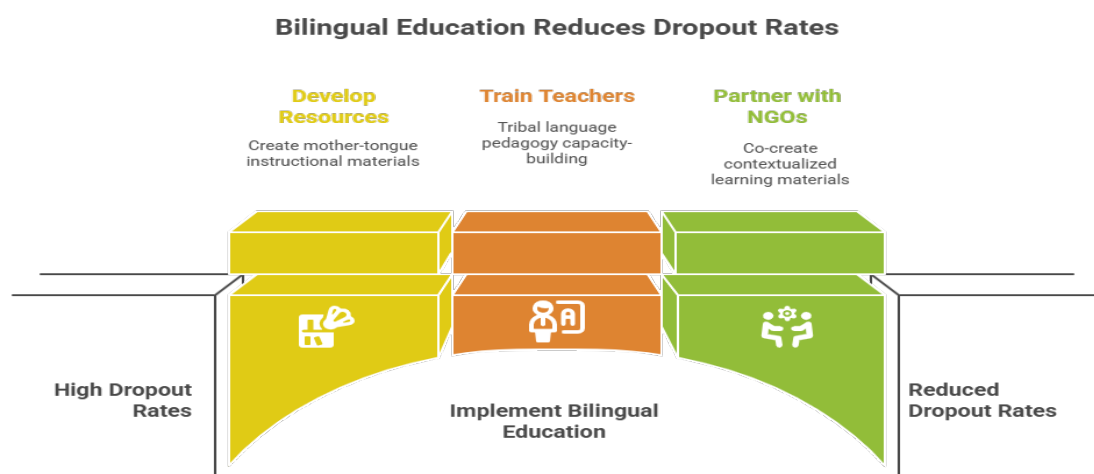 Bilingual Education Reduces Dropout Rates
Develop
Resources
Create mother-tongue
instructional materials
Train Teachers
Tribal language
pedagogy capacity-
building
Partner with
NGOs
Co-create
contextualized
learning materials
A
High Dropout
Rates
Implement Bilingual
Education
Reduced
Dropout Rates